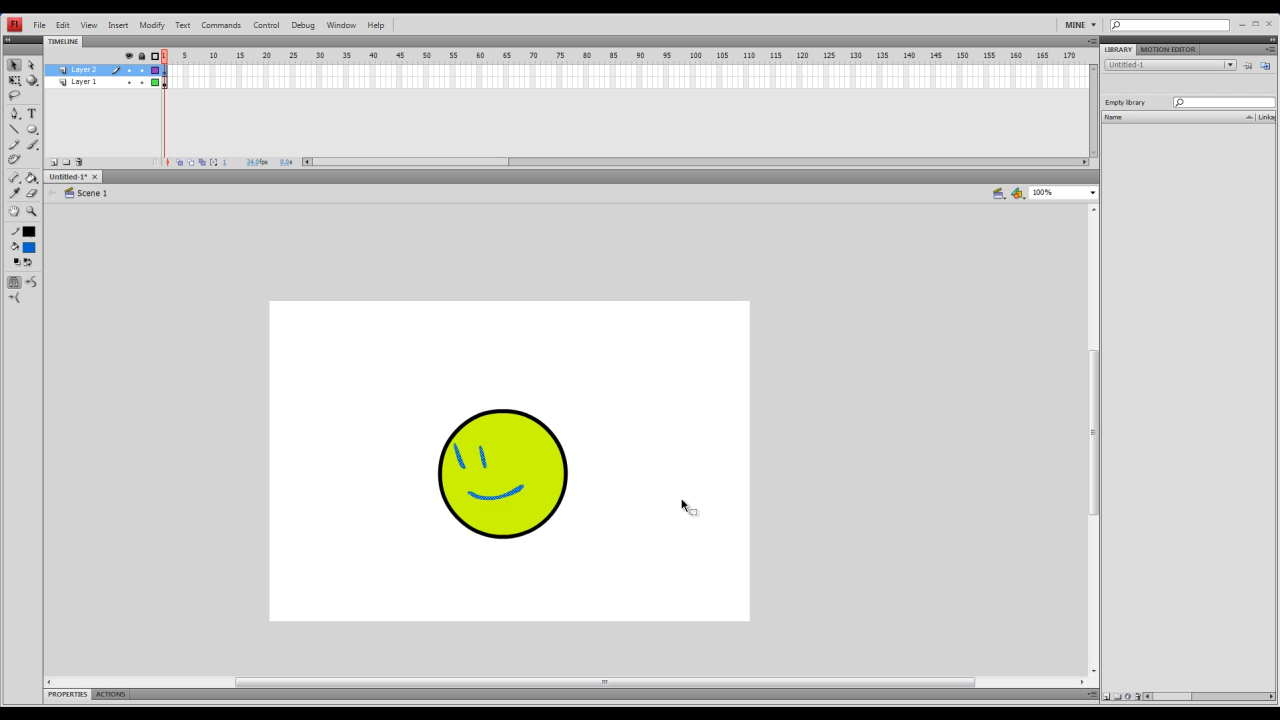 Fl File Edit View Insert Modify Text Commands Control Debug Window Help MINE
TIMELINE
LIBRARY MOTION EDITOR
1 5 10 15 20 25 30 35 40 45 50 55 60 65 70 75 80 85 90 95 100 105 110 115 120 125 130 135 140 145 150 155 160 165 170
Untitled-1
Layer 2
Layer 1
Empty library
Name Linkag
1 24.0fps 0.0s
Untitled-1*
Scene 1
100%
PROPERTIES ACTIONS